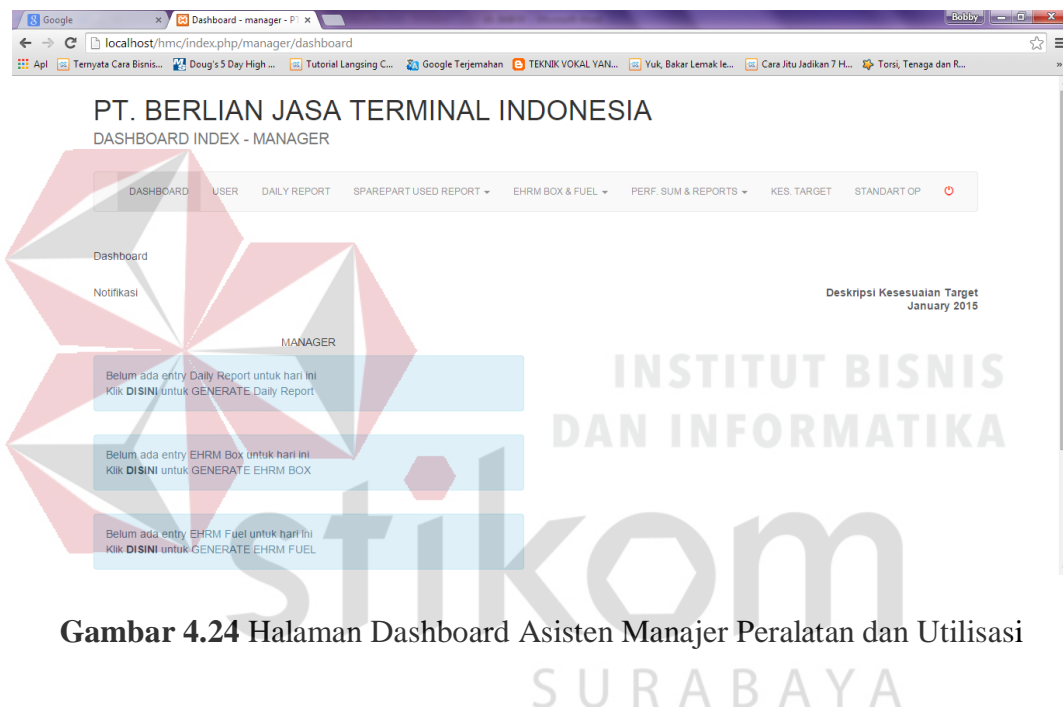 Google
Dashboard - manager - PT
Bobby
localhost/hmc/index.php/manager/dashboard
Apl
Ternyata Cara Bisnis...
Doug's 5 Day High ...
Tutorial Langsing C...
Google Terjemahan
TEKNIK VOKAL YAN...
Yuk, Bakar Lemak le...
Cara Jitu Jadikan 7 H...
Torsi, Tenaga dan R...
PT. BERLIAN JASA TERMINAL INDONESIA
DASHBOARD INDEX - MANAGER
DASHBOARD
USER
DAILY REPORT
SPAREPART USED REPORT
EHRM BOX & FUEL
PERF. SUM & REPORTS
KES. TARGET
STANDART OP
Dashboard
Notifikasi
Deskripsi Kesesuaian Target
January 2015
MANAGER
Belum ada entry Daily Report untuk hari ini
Klik DISINI untuk GENERATE Daily Report
Belum ada entry EHRM Box untuk hari ini
Klik DISINI untuk GENERATE EHRM BOX
Belum ada entry EHRM Fuel untuk hari ini
Klik DISINI untuk GENERATE EHRM FUEL
INSTITUT BISNIS
DAN INFORMATIKA
stikom
Gambar 4.24 Halaman Dashboard Asisten Manajer Peralatan dan Utilisasi
SURABAYA